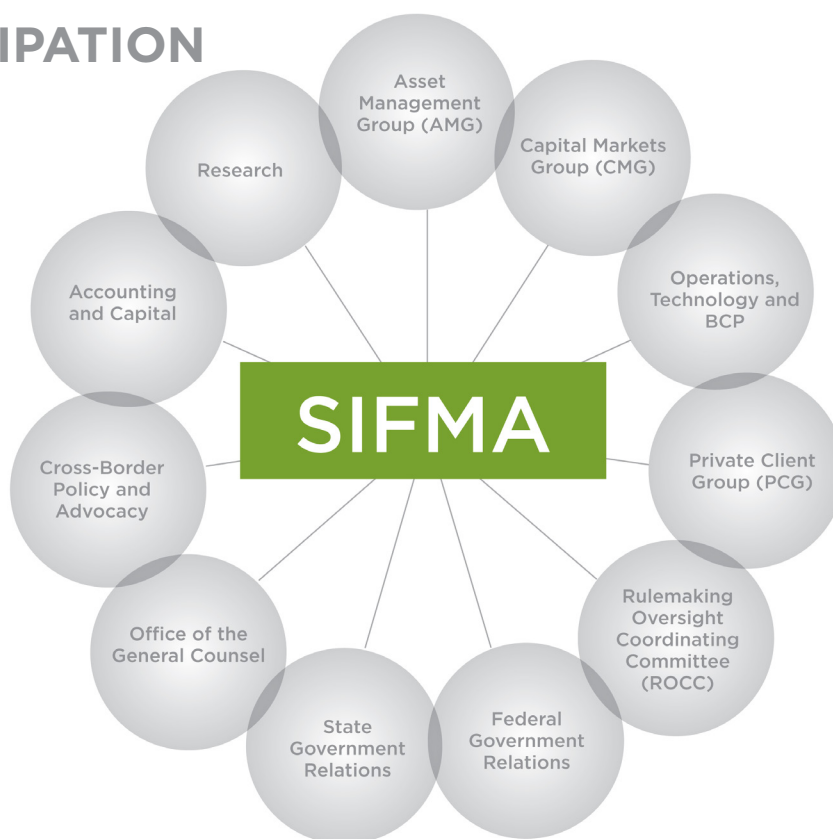 IPATION
Asset
Management
Group (AMG)
Capital Markets
Group (CMG)
Research
Operations,
Technology and
BCP
Accounting
and Capital
SIFMA
Private Client
Group (PCG)
Cross-Border
Policy and
Advocacy
Rulemaking
Oversight
Coordinating
Committee
(ROCC)
Office of the
General Counsel
State
Government
Relations
Federal
Government
Relations